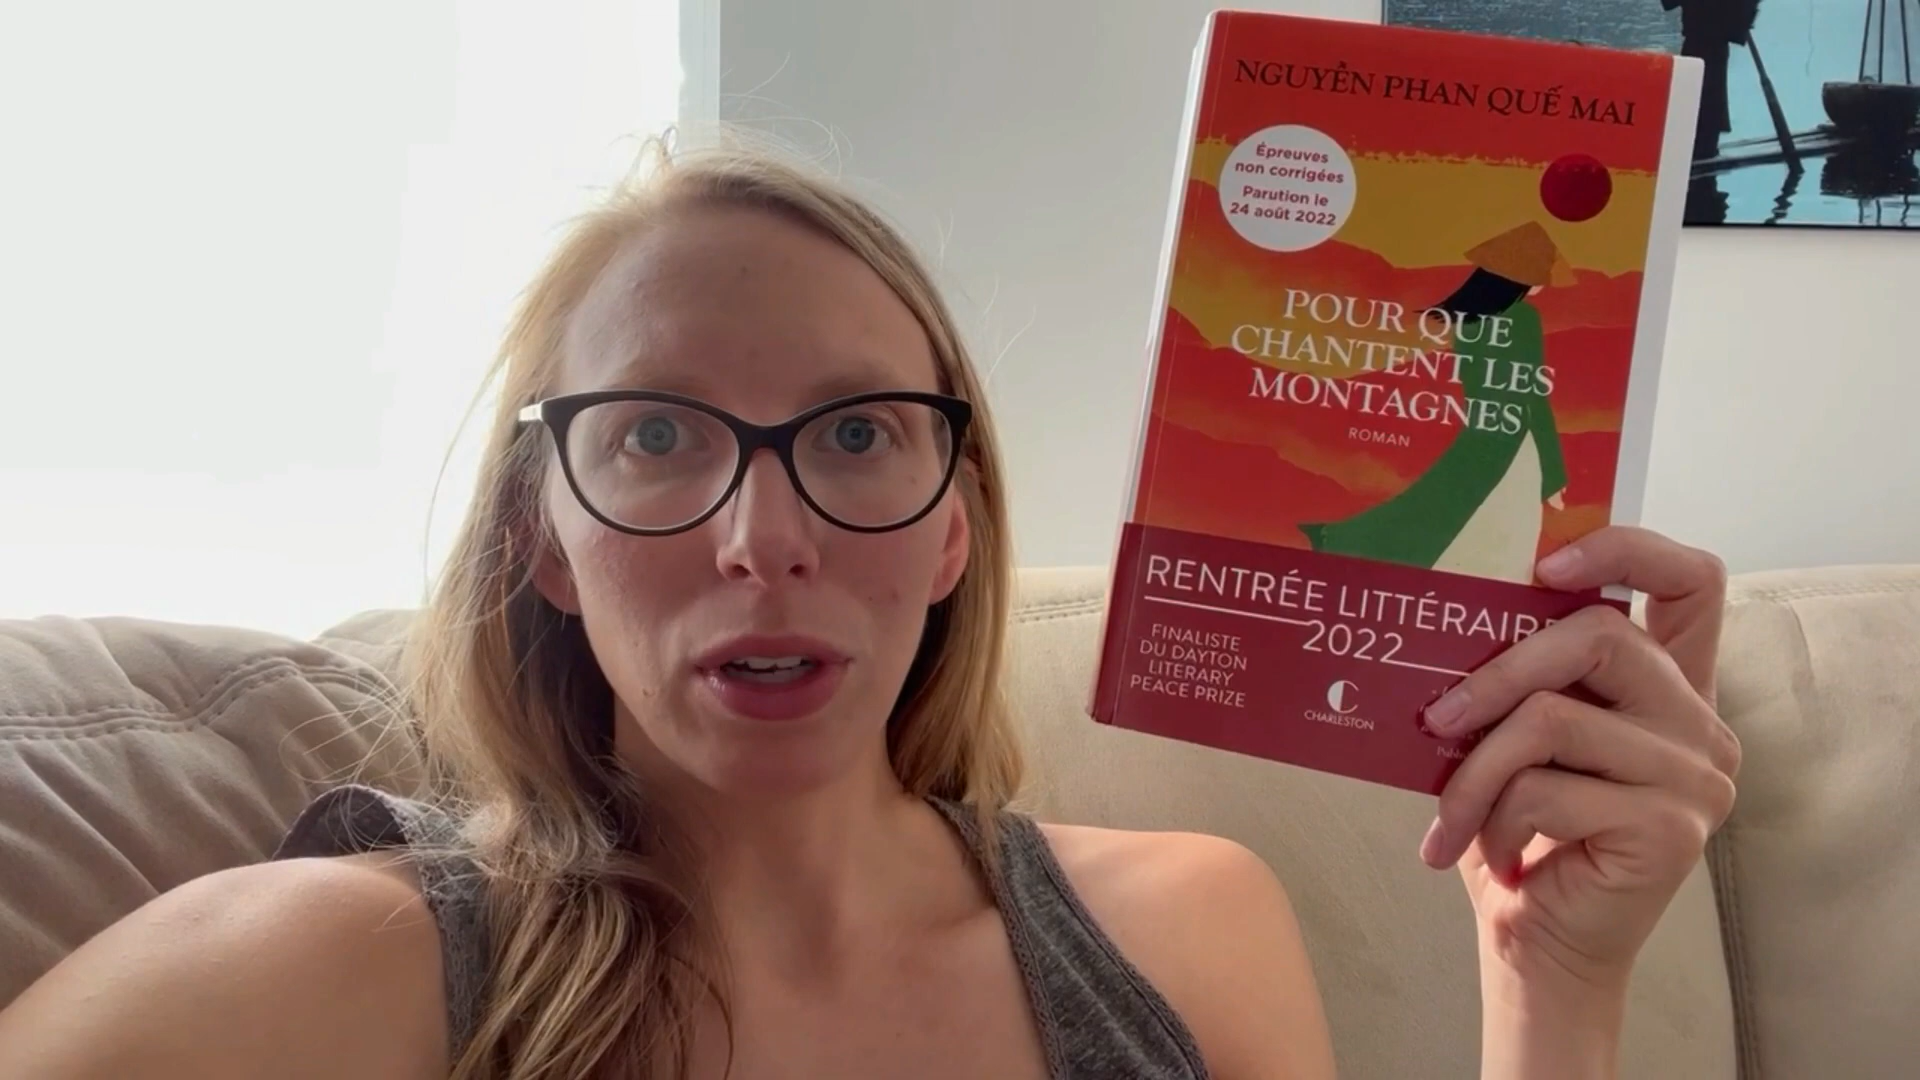 NGUYỄN PHAN QUẾ MAI
Épreuves
non corrigées
Parution le
24 août 2022
POUR QUE
CHANTENT LES
MONTAGNES
ROMAN
RENTRÉE LITTÉRAIRE
2022
FINALISTE
DU DAYTON
LITERARY
PEACE PRIZE
CHARLESTON